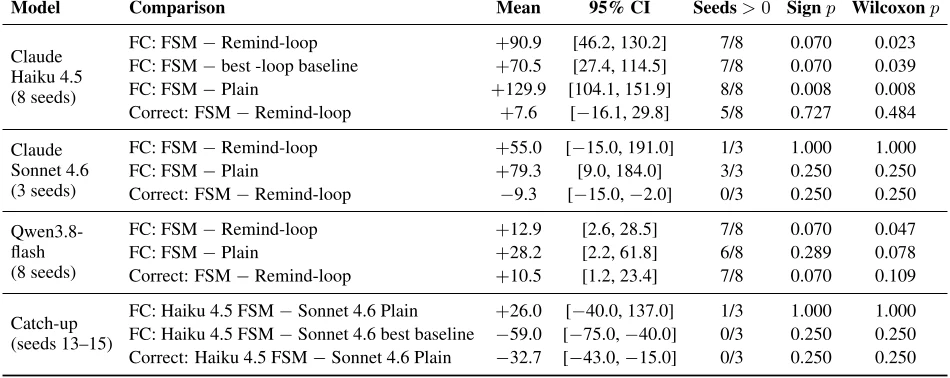 Model Comparison Mean 95% CI Seeds > 0 Sign p Wilcoxon p
Claude Haiku 4.5 (8 seeds)
FC: FSM − Remind-loop +90.9 [46.2, 130.2] 7/8 0.070 0.023
FC: FSM − best -loop baseline +70.5 [27.4, 114.5] 7/8 0.070 0.039
FC: FSM − Plain +129.9 [104.1, 151.9] 8/8 0.008 0.008
Correct: FSM − Remind-loop +7.6 [−16.1, 29.8] 5/8 0.727 0.484
Claude Sonnet 4.6 (3 seeds)
FC: FSM − Remind-loop +55.0 [−15.0, 191.0] 1/3 1.000 1.000
FC: FSM − Plain +79.3 [9.0, 184.0] 3/3 0.250 0.250
Correct: FSM − Remind-loop −9.3 [−15.0, −2.0] 0/3 0.250 0.250
Qwen3.8-flash (8 seeds)
FC: FSM − Remind-loop +12.9 [2.6, 28.5] 7/8 0.070 0.047
FC: FSM − Plain +28.2 [2.2, 61.8] 6/8 0.289 0.078
Correct: FSM − Remind-loop +10.5 [1.2, 23.4] 7/8 0.070 0.109
Catch-up (seeds 13–15)
FC: Haiku 4.5 FSM − Sonnet 4.6 Plain +26.0 [−40.0, 137.0] 1/3 1.000 1.000
FC: Haiku 4.5 FSM − Sonnet 4.6 best baseline −59.0 [−75.0, −40.0] 0/3 0.250 0.250
Correct: Haiku 4.5 FSM − Sonnet 4.6 Plain −32.7 [−43.0, −15.0] 0/3 0.250 0.250